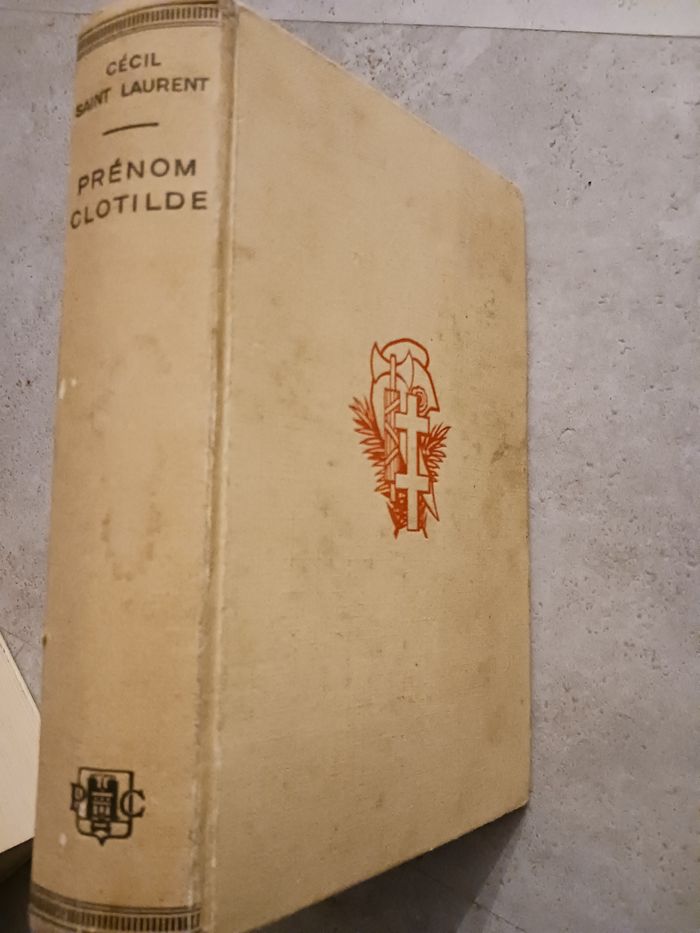 CÉCIL
SAINT LAURENT
PRÉNOM
CLOTILDE
P C